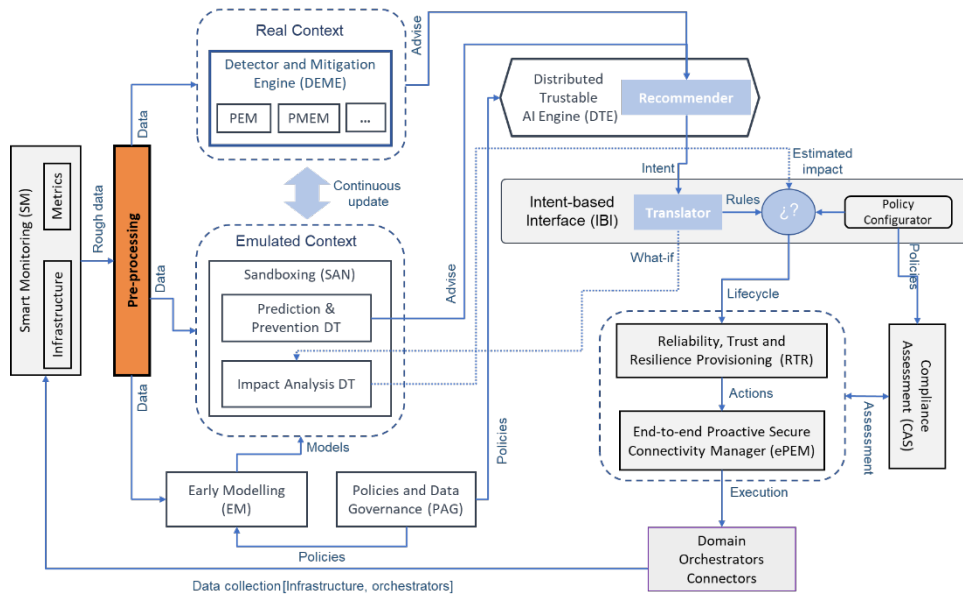 Real Context
Detector and Mitigation
Engine (DEME)
PEM
PMEM
...
Advise
Distributed
Trustable
AI Engine (DTE)
Recommender
Data
Smart Monitoring (SM)
Metrics
Infrastructure
Rough data
Pre-processing
Continuous
update
Intent
Estimated
impact
Intent-based
Interface (IBI)
Translator
Rules
¿?
Policy
Configurator
Emulated Context
Sandboxing (SAN)
Prediction &
Prevention DT
Impact Analysis DT
Data
Advise
What-if
Lifecycle
Policies
Reliability, Trust and
Resilience Provisioning (RTR)
Actions
End-to-end Proactive Secure
Connectivity Manager (ePEM)
Compliance
Assessment (CAS)
Assessment
Data
Models
Policies
Early Modelling
(EM)
Policies and Data
Governance (PAG)
Policies
Execution
Domain
Orchestrators
Connectors
Data collection[Infrastructure, orchestrators]